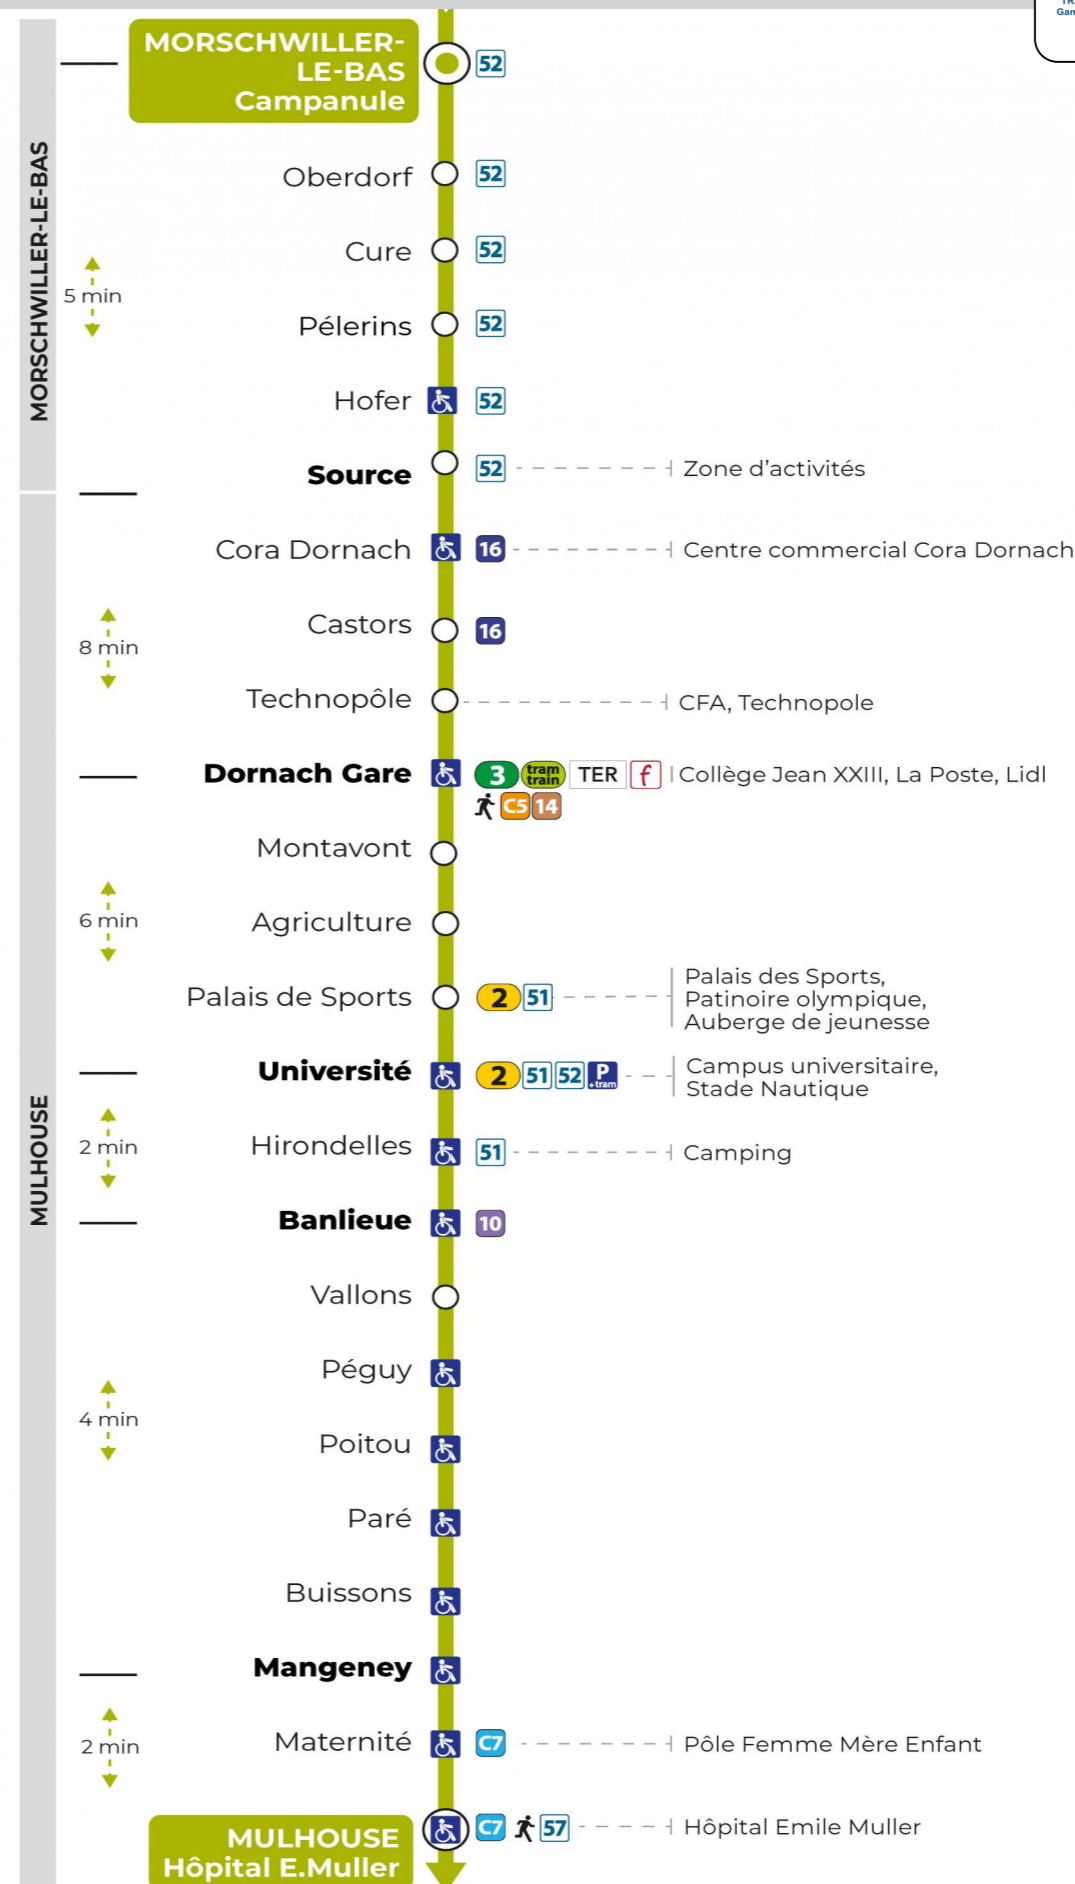 TR
Gan
MORSCHWILLER-
LE-BAS
Campanule
52
MORSCHWILLER-LE-BAS
Oberdorf 52
Cure 52
5 min
Pélerins 52
Hofer 52
Source 52 Zone d’activités
Cora Dornach 16 Centre commercial Cora Dornach
Castors 16
8 min
Technopôle CFA, Technopole
Dornach Gare 3 tram train TER f Collège Jean XXIII, La Poste, Lidl
C5 14
Montavont
6 min
Agriculture
Palais de Sports 2 51 Palais des Sports,
Patinoire olympique,
Auberge de jeunesse
Université 2 51 52 P +tram Campus universitaire,
Stade Nautique
MULHOUSE
2 min
Hirondelles 51 Camping
Banlieue 10
Vallons
Péguy
4 min
Poitou
Paré
Buissons
Mangeney
2 min
Maternité C7 Pôle Femme Mère Enfant
MULHOUSE
Hôpital E.Muller
C7 57 Hôpital Emile Muller